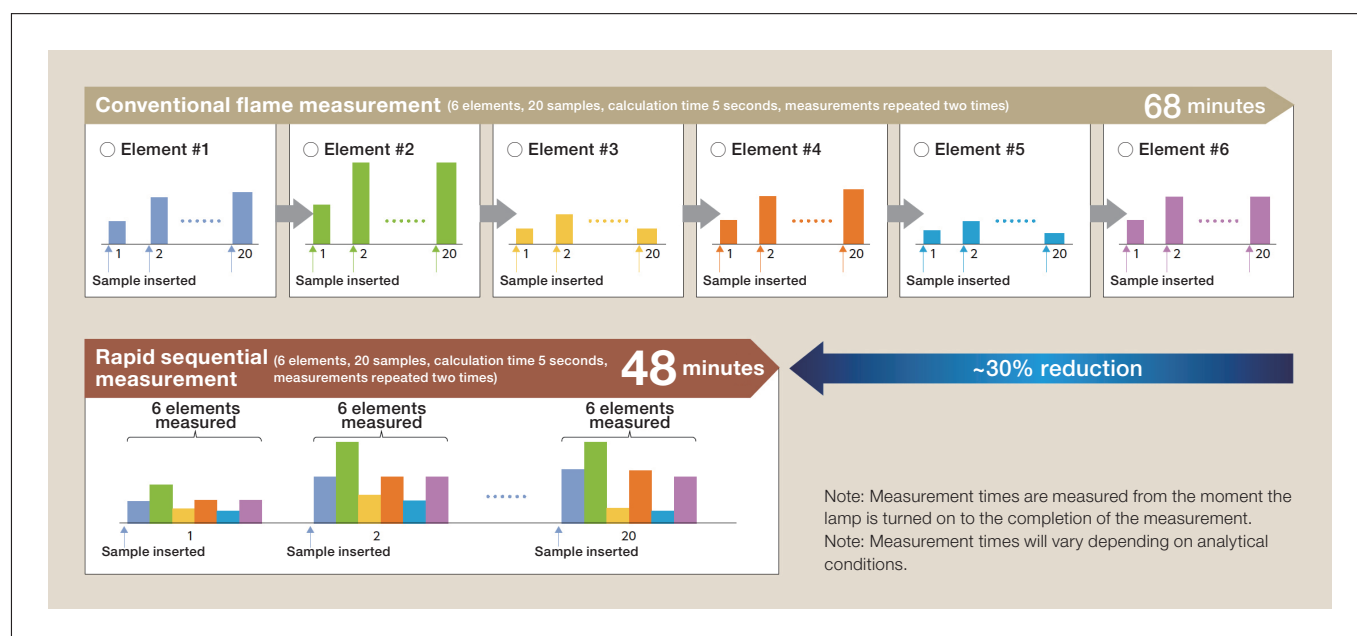 Conventional flame measurement (6 elements, 20 samples, calculation time 5 seconds, measurements repeated two times) 68 minutes
Element #1
1 2 20
Sample inserted
Element #2
1 2 20
Sample inserted
Element #3
1 2 20
Sample inserted
Element #4
1 2 20
Sample inserted
Element #5
1 2 20
Sample inserted
Element #6
1 2 20
Sample inserted
Rapid sequential
measurement
(6 elements, 20 samples, calculation time 5 seconds,
measurements repeated two times)
48 minutes
~30% reduction
6 elements
measured
1
Sample inserted
6 elements
measured
2
Sample inserted
6 elements
measured
20
Sample inserted
Note: Measurement times are measured from the moment the
lamp is turned on to the completion of the measurement.
Note: Measurement times will vary depending on analytical
conditions.